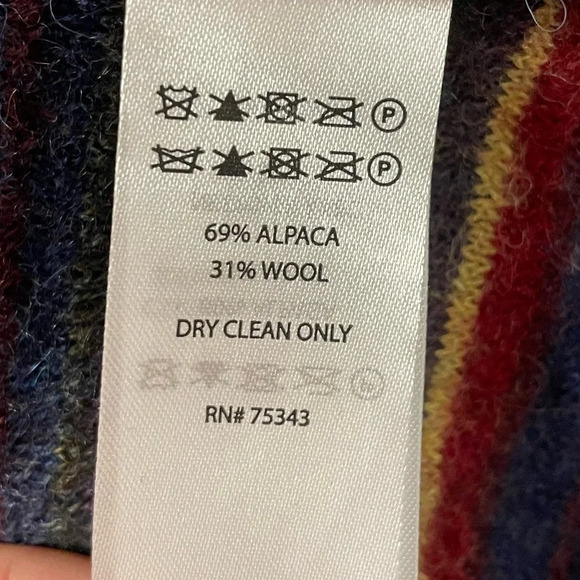 P
P
69% ALPACA
31% WOOL
DRY CLEAN ONLY
RN# 75343